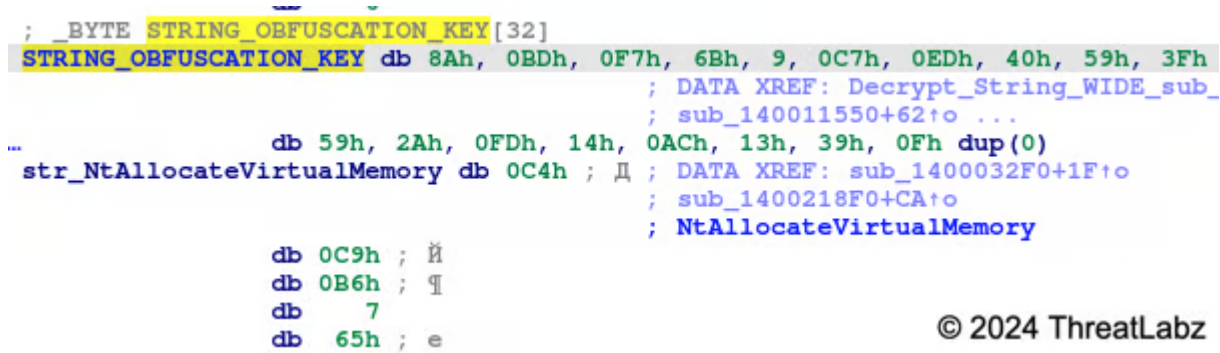 ; _BYTE STRING_OBFUSCATION_KEY[32]
STRING_OBFUSCATION_KEY db 8Ah, 0BDh, 0F7h, 6Bh, 9, 0C7h, 0EDh, 40h, 59h, 3Fh
; DATA XREF: Decrypt_String_WIDE_sub_
; sub_140011550+62↑o ...
... db 59h, 2Ah, 0FDh, 14h, 0ACh, 13h, 39h, 0Fh dup(0)
str_NtAllocateVirtualMemory db 0C4h ; Д ; DATA XREF: sub_1400032F0+1F↑o
; sub_1400218F0+CA↑o
; NtAllocateVirtualMemory
db 0C9h ; Й
db 0B6h ; ¶
db 7
db 65h ; e
© 2024 ThreatLabz